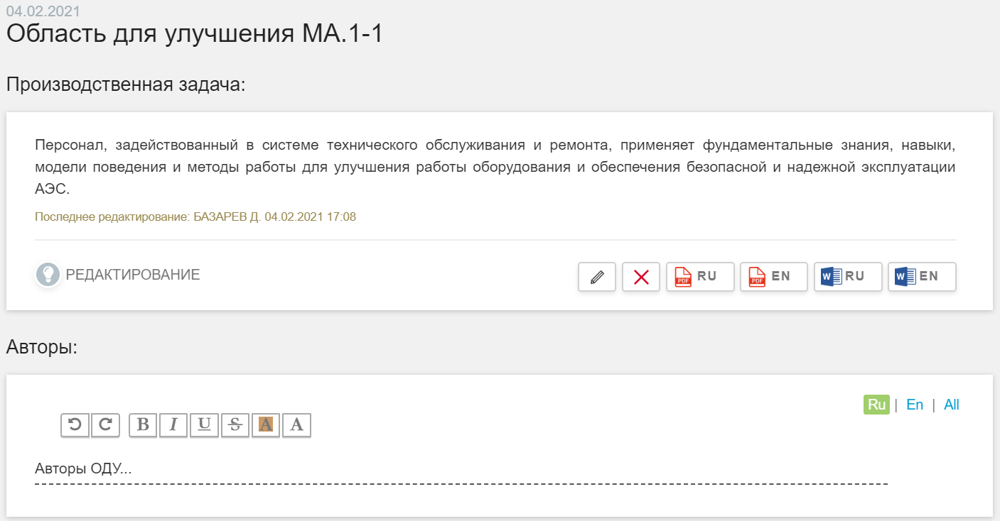 04.02.2021
Область для улучшения МА.1-1
Производственная задача:
Персонал, задействованный в системе технического обслуживания и ремонта, применяет фундаментальные знания, навыки,
модели поведения и методы работы для улучшения работы оборудования и обеспечения безопасной и надежной эксплуатации
АЭС.
Последнее редактирование: БАЗАРЕВ Д. 04.02.2021 17:08
РЕДАКТИРОВАНИЕ
PDF RU PDF EN W RU W EN
Авторы:
Ru | En | All
B I U S A A
Авторы ОДУ...